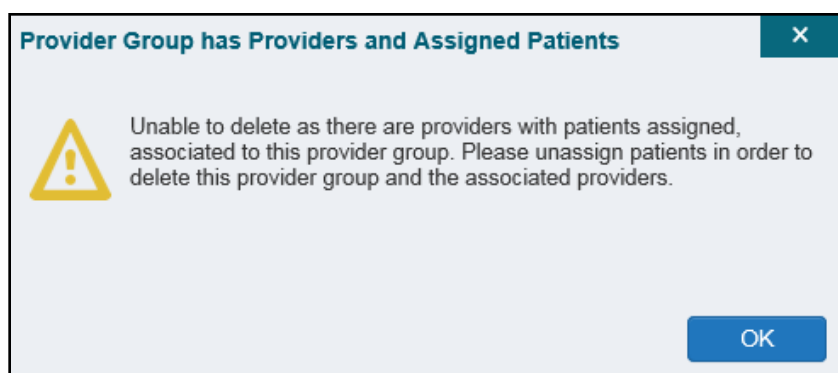 Provider Group has Providers and Assigned Patients
Unable to delete as there are providers with patients assigned,
associated to this provider group. Please unassign patients in order to
delete this provider group and the associated providers.
OK